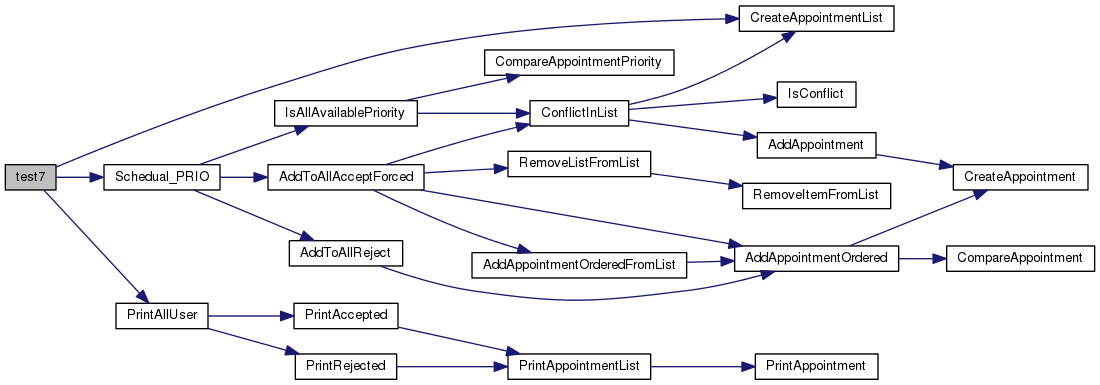 CreateAppointmentList
CompareAppointmentPriority
IsConflict
IsAllAvailablePriority
ConflictInList
AddAppointment
RemoveListFromList
test7
Schedual_PRIO
AddToAllAcceptForced
CreateAppointment
RemoveItemFromList
AddToAllReject
AddAppointmentOrderedFromList
AddAppointmentOrdered
CompareAppointment
PrintAllUser
PrintAccepted
PrintRejected
PrintAppointmentList
PrintAppointment